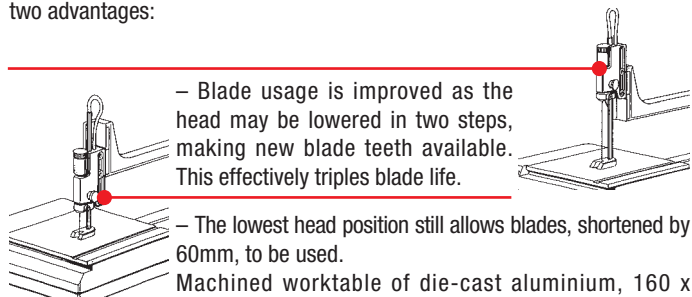 two advantages:
– Blade usage is improved as the
head may be lowered in two steps,
making new blade teeth available.
This effectively triples blade life.
– The lowest head position still allows blades, shortened by
60mm, to be used.
Machined worktable of die-cast aluminium, 160 x